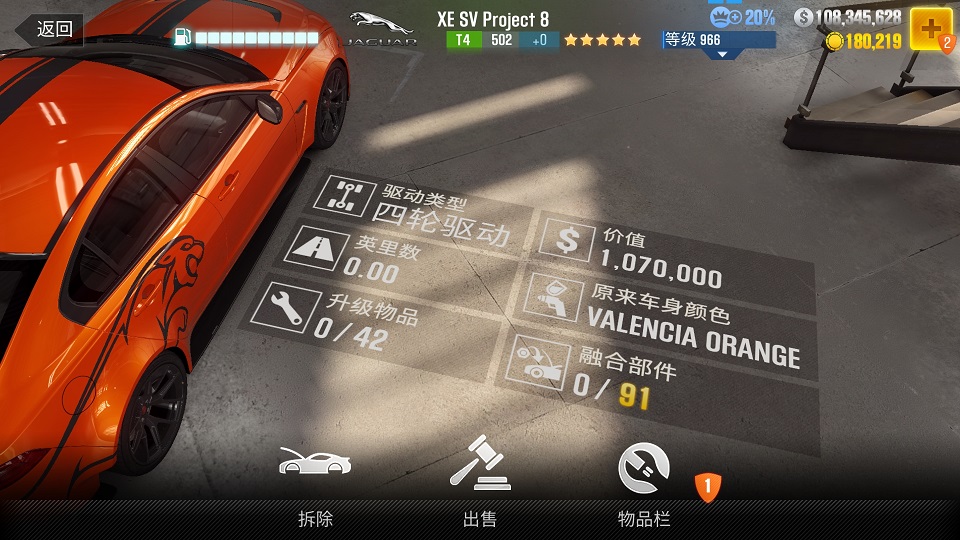 返回
JAGUAR
XE SV Project 8
T4 502 +0
20%
等级 966
108,345,628
180,219
2
驱动类型
四轮驱动
英里数
0.00
升级物品
0 / 42
价值
1,070,000
原来车身颜色
VALENCIA ORANGE
融合部件
0 / 91
拆除
出售
物品栏
1